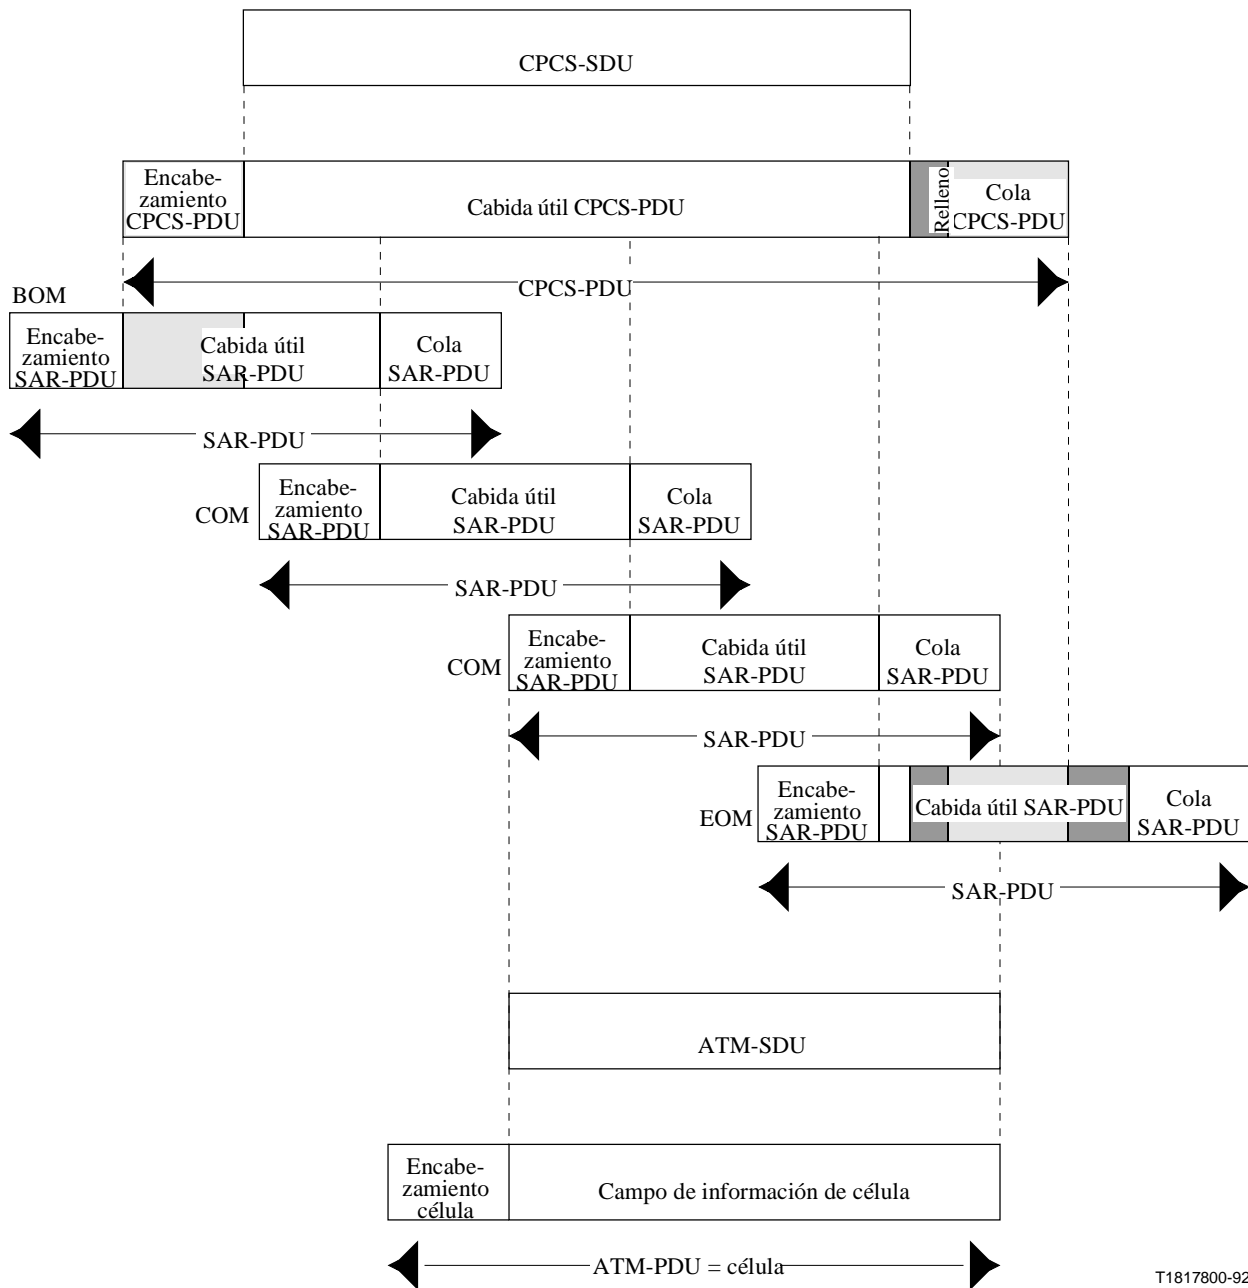 CPCS-SDU
Encabe-
zamiento
CPCS-PDU
Cabida útil CPCS-PDU
Relleno
Cola
CPCS-PDU
CPCS-PDU
BOM
Encabe-
zamiento
SAR-PDU
Cabida útil
SAR-PDU
Cola
SAR-PDU
SAR-PDU
COM
Encabe-
zamiento
SAR-PDU
Cabida útil
SAR-PDU
Cola
SAR-PDU
SAR-PDU
COM
Encabe-
zamiento
SAR-PDU
Cabida útil
SAR-PDU
Cola
SAR-PDU
SAR-PDU
EOM
Encabe-
zamiento
SAR-PDU
Cabida útil SAR-PDU
Cola
SAR-PDU
SAR-PDU
ATM-SDU
Encabe-
zamiento
célula
Campo de información de célula
ATM-PDU = célula
T1817800-92